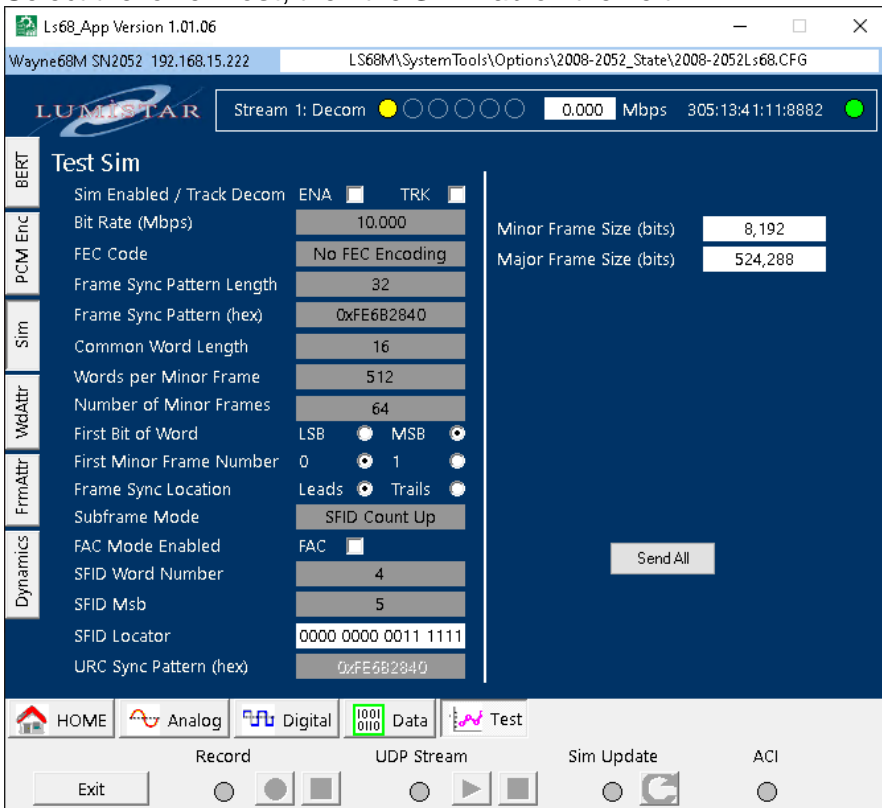 Ls68_App Version 1.01.06
Wayne68M SN2052 192.168.15.222 LS68M\SystemTools\Options\2008-2052_State\2008-2052Ls68.CFG
LUMISTAR Stream 1: Decom 0.000 Mbps 305:13:41:11:8882
BERT
PCM Enc
Sim
WdAttr
FrmAttr
Dynamics
Test Sim
Sim Enabled / Track Decom ENA TRK
Bit Rate (Mbps) 10.000
FEC Code No FEC Encoding
Frame Sync Pattern Length 32
Frame Sync Pattern (hex) 0xFE6B2840
Common Word Length 16
Words per Minor Frame 512
Number of Minor Frames 64
First Bit of Word LSB MSB
First Minor Frame Number 0 1
Frame Sync Location Leads Trails
Subframe Mode SFID Count Up
FAC Mode Enabled FAC
SFID Word Number 4
SFID Msb 5
SFID Locator 0000 0000 0011 1111
URC Sync Pattern (hex) 0xFE6B2840
Minor Frame Size (bits) 8,192
Major Frame Size (bits) 524,288
Send All
HOME Analog Digital 1001 0110 Data Test
Record UDP Stream Sim Update ACI
Exit